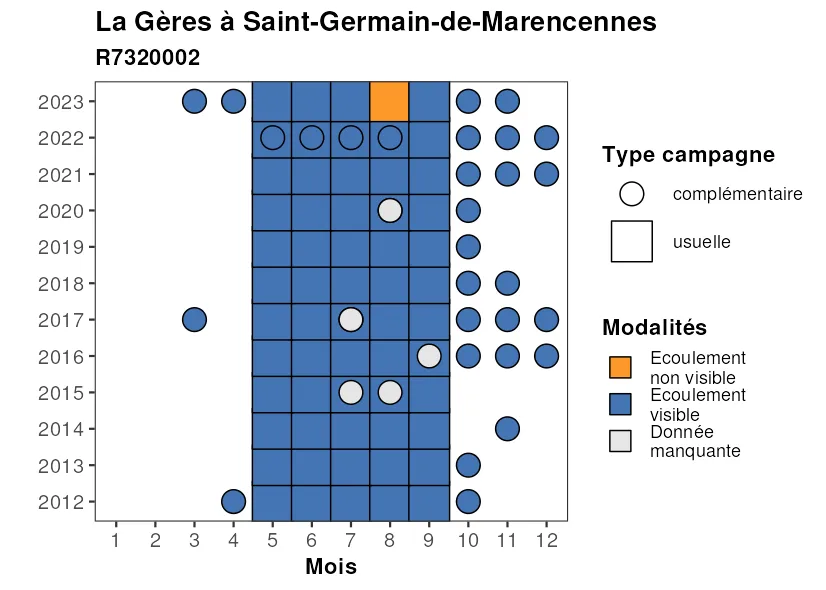 La Gères à Saint-Germain-de-Marencennes
R7320002
2023
2022
2021
2020
2019
2018
2017
2016
2015
2014
2013
2012
1 2 3 4 5 6 7 8 9 10 11 12
Mois
Type campagne
complémentaire
usuelle
Modalités
Ecoulement
non visible
Ecoulement
visible
Donnée
manquante